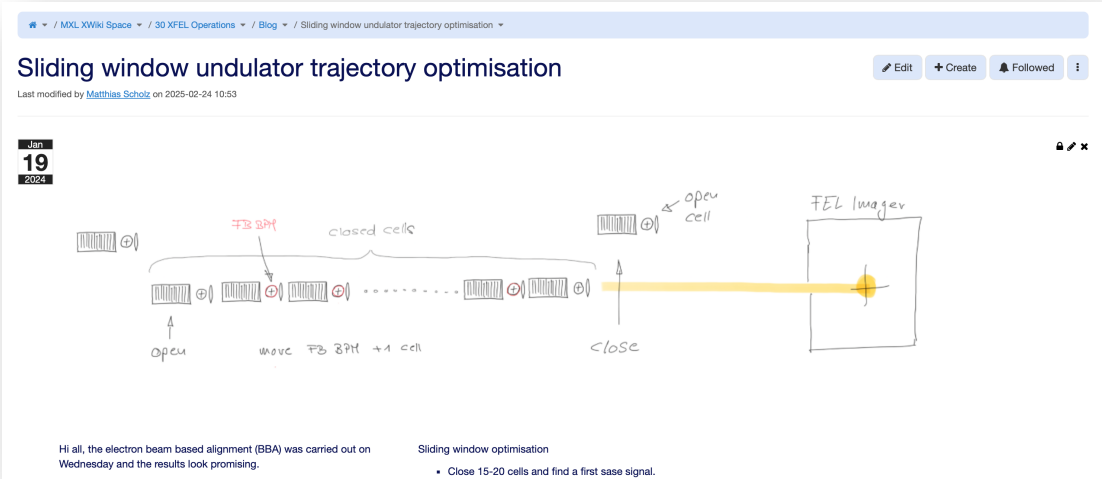 / MXL XWiki Space / 30 XFEL Operations / Blog / Sliding window undulator trajectory optimisation
Sliding window undulator trajectory optimisation
Edit Create Followed
Last modified by Matthias Scholz on 2025-02-24 10:53
Jan
19
2024
open
cell
FEL Imager
FB BPM
closed cells
open
move FB BPM +1 cell
close
Hi all, the electron beam based alignment (BBA) was carried out on
Wednesday and the results look promising.
Sliding window optimisation
• Close 15-20 cells and find a first sase signal.